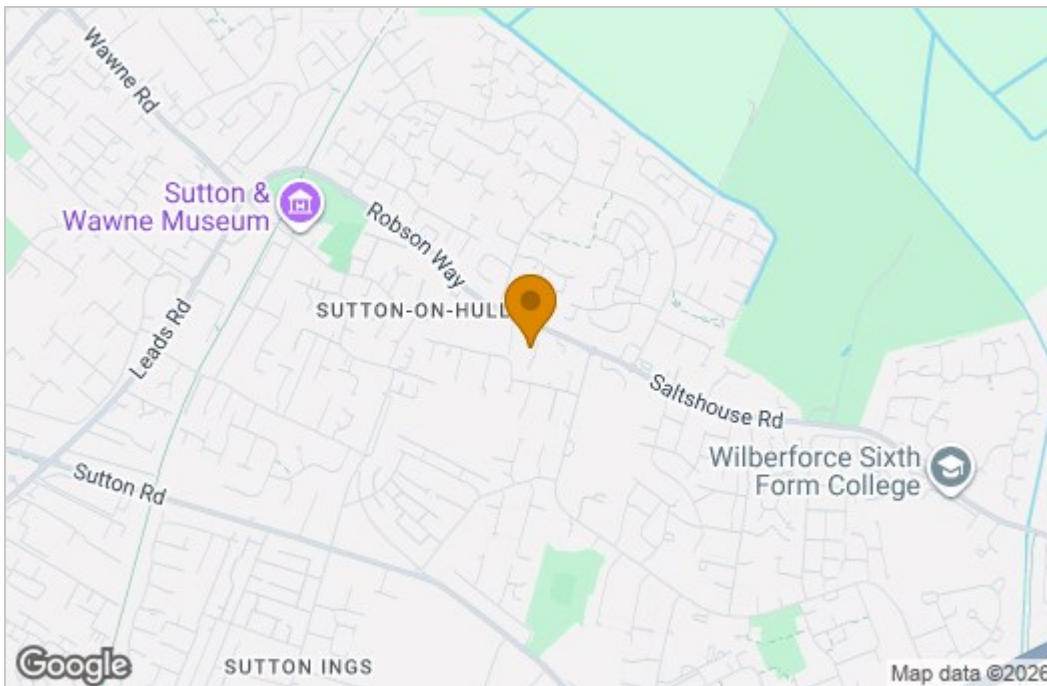 Wawne Rd
Sutton &
Wawne Museum
Robson Way
SUTTON-ON-HULL
Leads Rd
Saltshouse Rd
Wilberforce Sixth
Form College
Sutton Rd
SUTTON INGS
Google
Map data ©2026